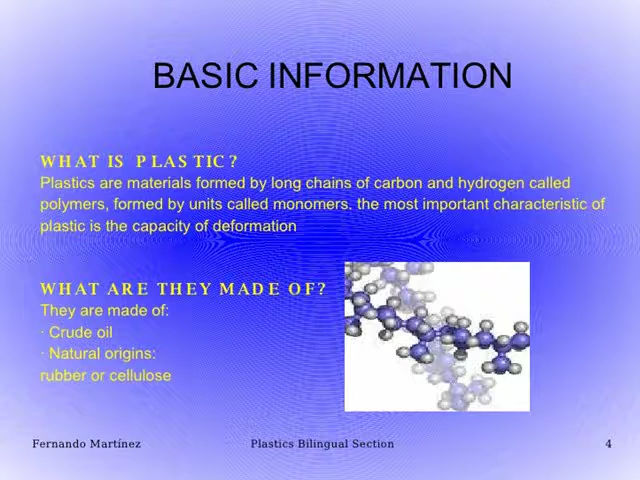 BASIC INFORMATION
WHAT IS PLASTIC?
Plastics are materials formed by long chains of carbon and hydrogen called
polymers, formed by units called monomers. the most important characteristic of
plastic is the capacity of deformation
WHAT ARE THEY MADE OF?
They are made of:
· Crude oil
· Natural origins:
rubber or cellulose
Fernando Martínez
Plastics Bilingual Section
4